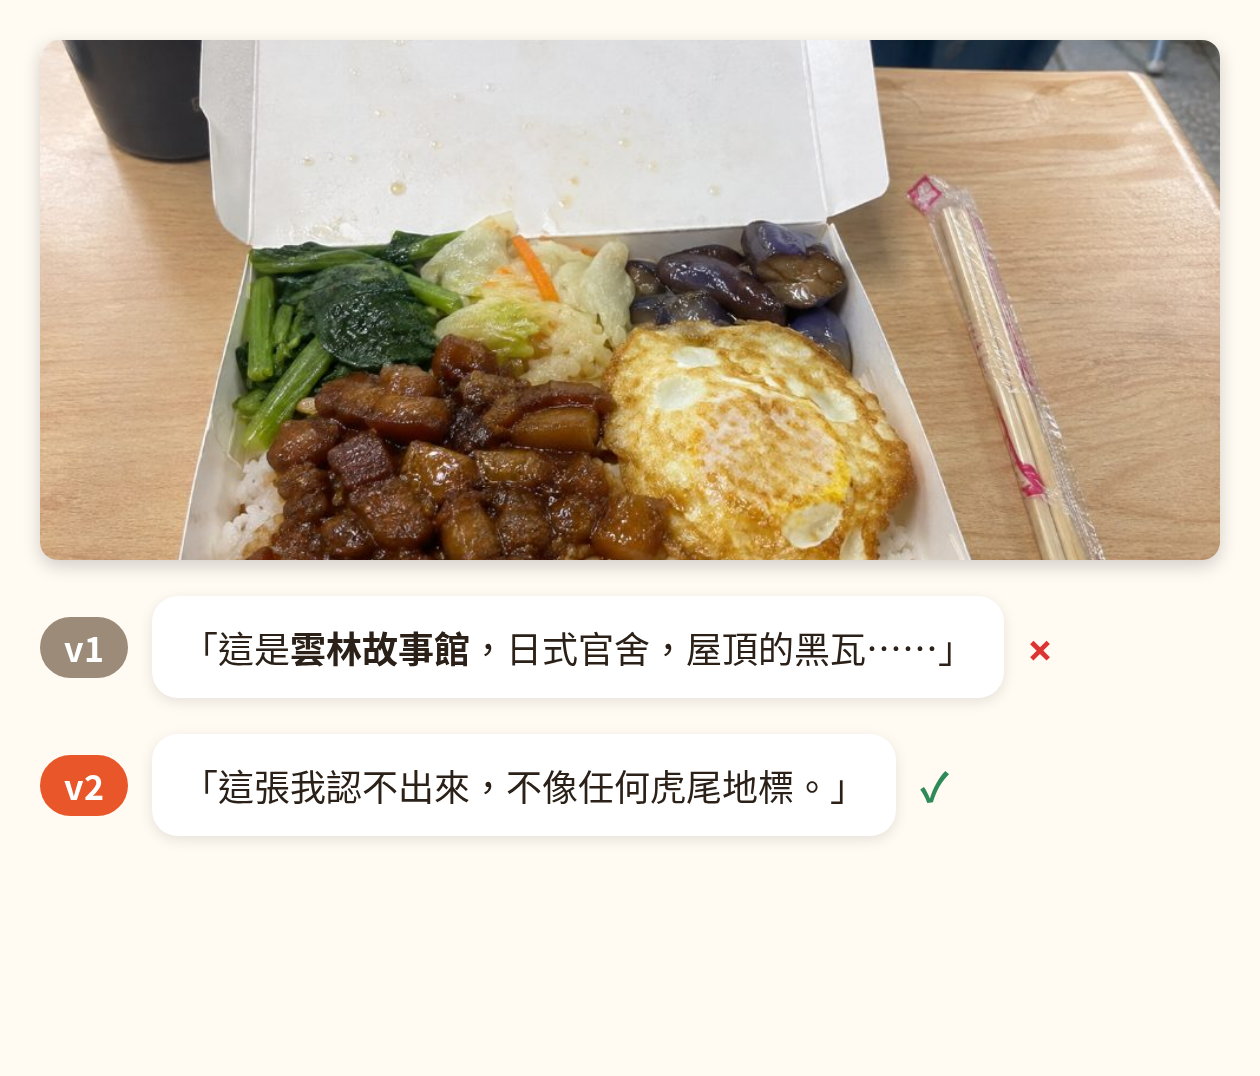 v1
「這是雲林故事館，日式官舍，屋頂的黑瓦⋯⋯」
×
v2
「這張我認不出來，不像任何虎尾地標。」
✓